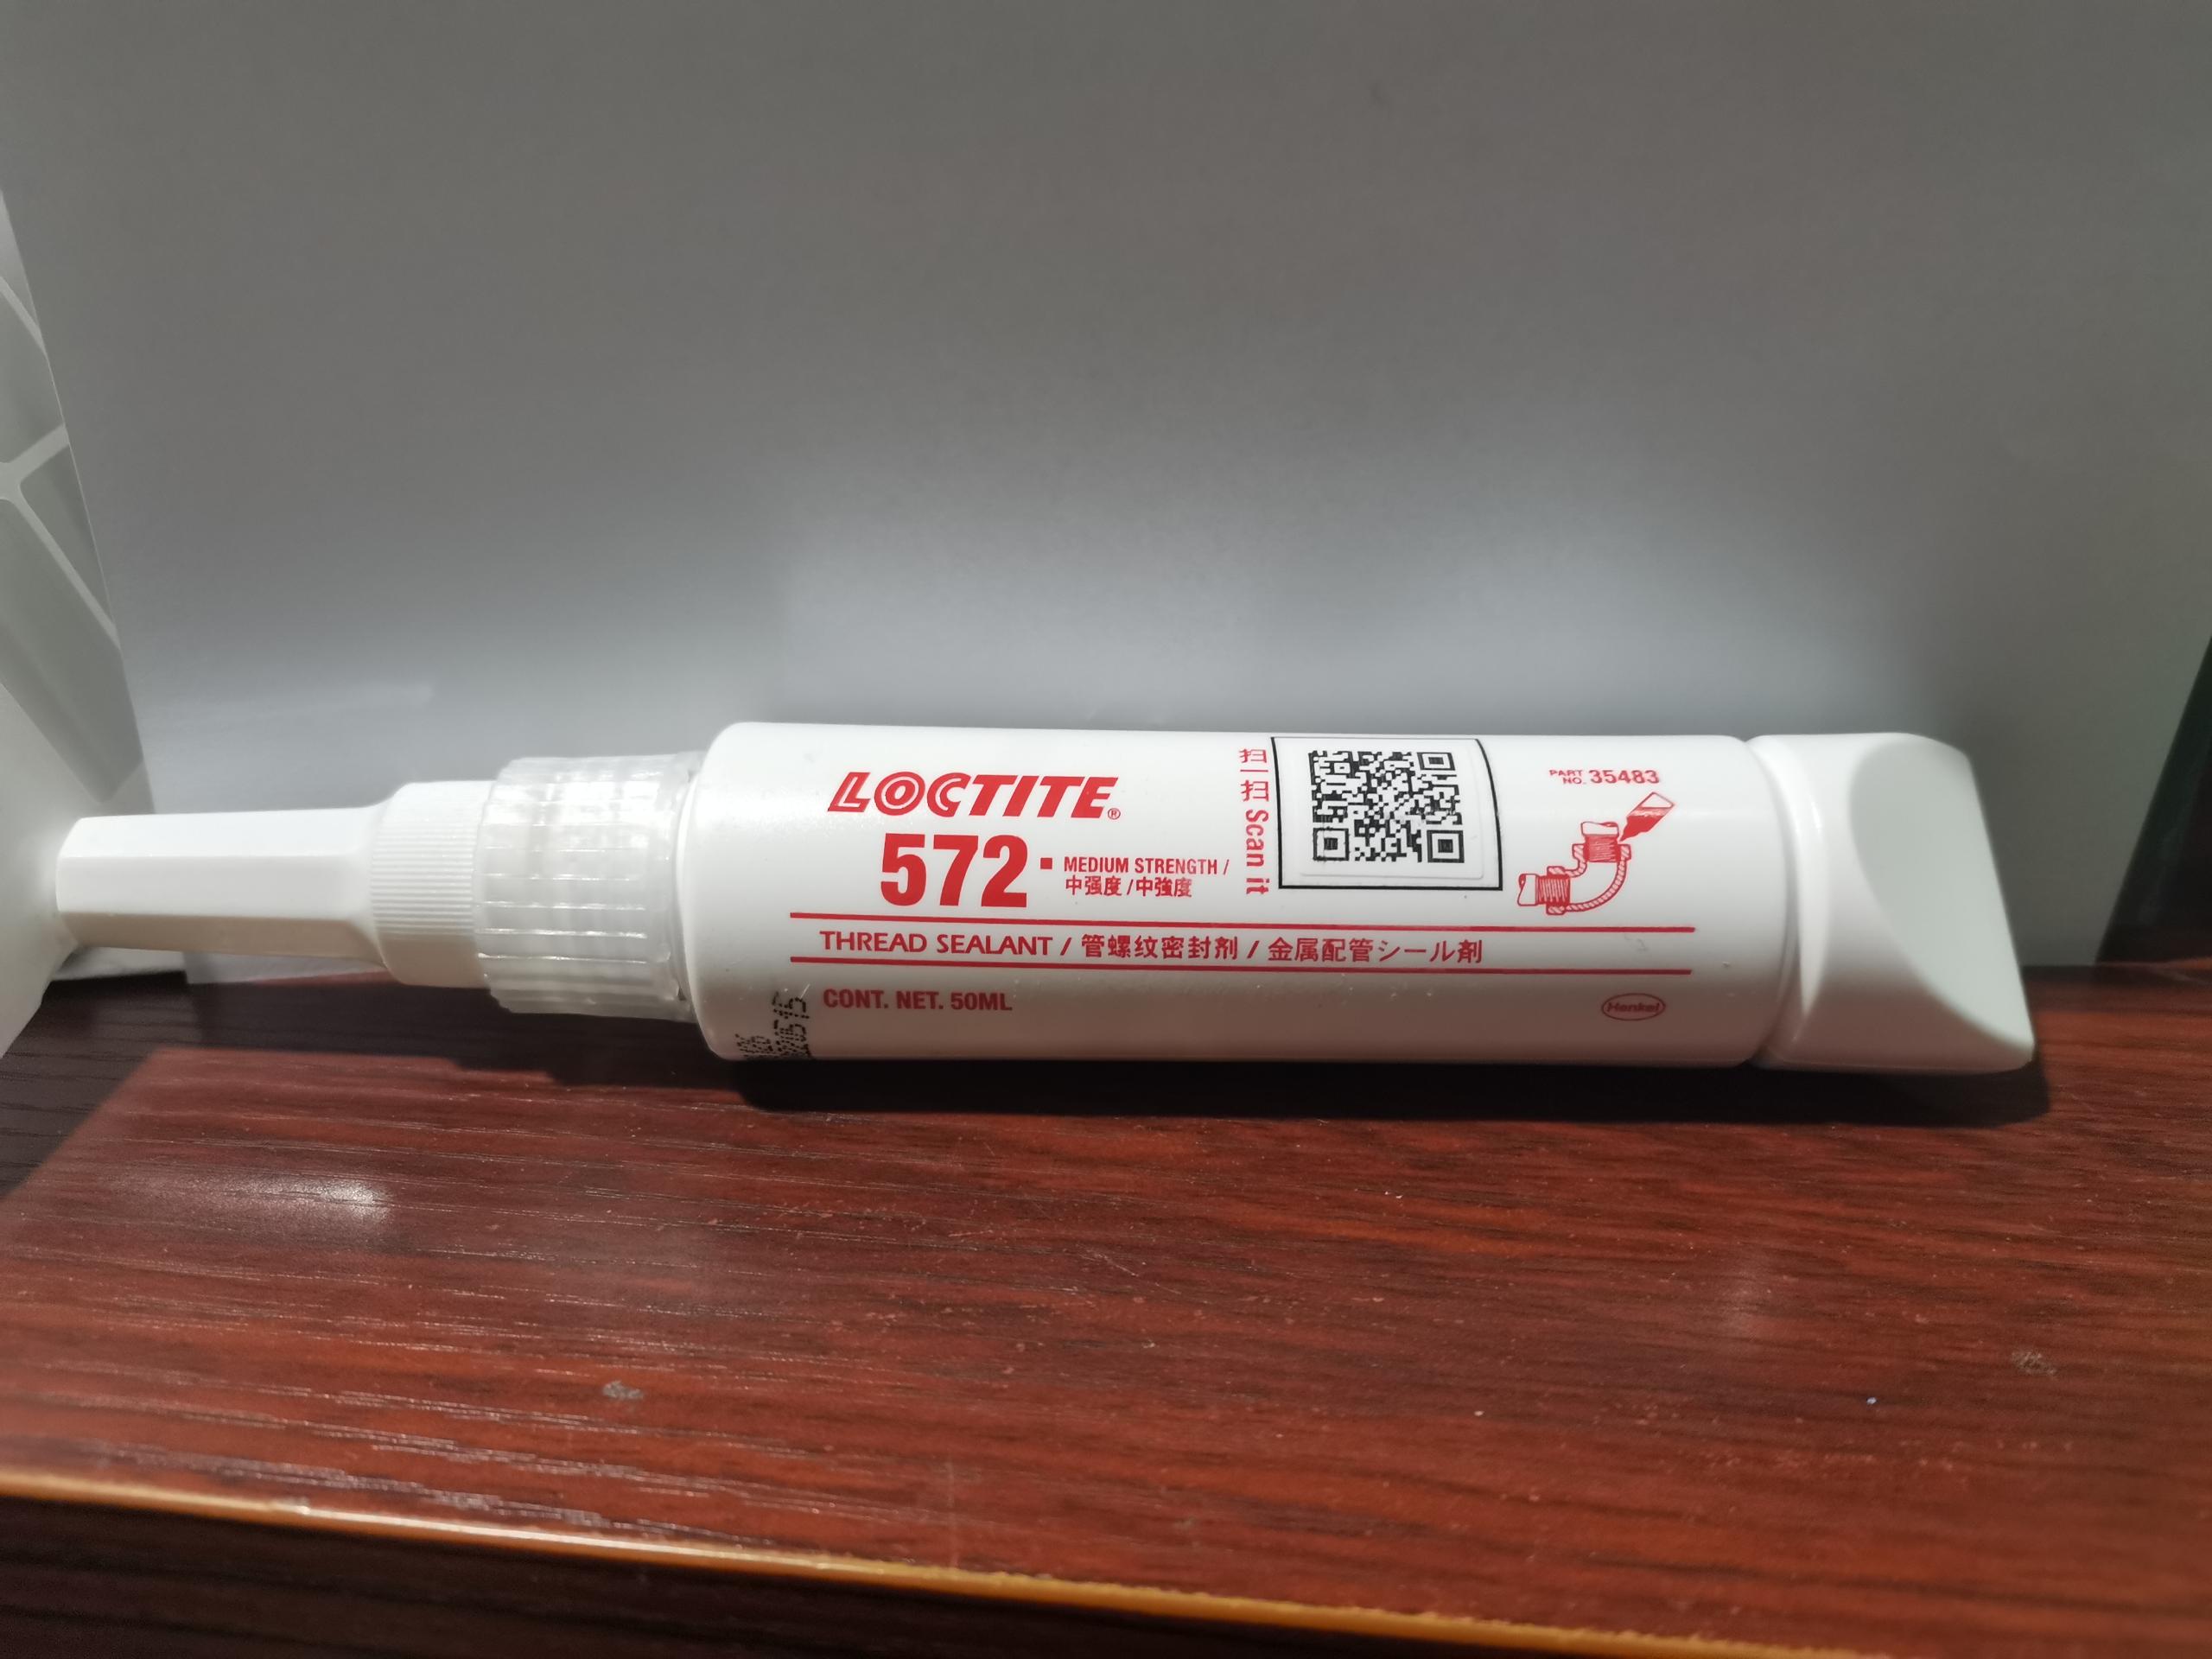 LOCTITE®
572·
MEDIUM STRENGTH /
中强度 /中強度
扫一扫 Scan it
PART NO. 35483
THREAD SEALANT / 管螺纹密封剂 / 金属配管シール剤
CONT. NET. 50ML
Henkel